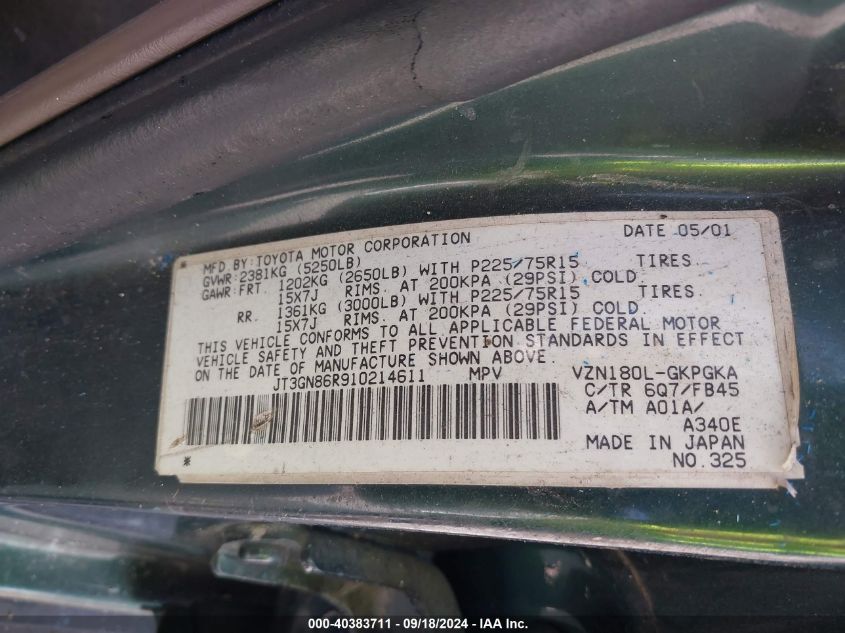 MFD BY: TOYOTA MOTOR CORPORATION DATE 05/01
GVWR: 2381KG (5250LB)
GAWR: FRT. 1202KG (2650LB) WITH P225/75R15 TIRES.
15X7J RIMS. AT 200KPA (29PSI) COLD
RR. 1361KG (3000LB) WITH P225/75R15 TIRES.
15X7J RIMS. AT 200KPA (29PSI) COLD.
THIS VEHICLE CONFORMS TO ALL APPLICABLE FEDERAL MOTOR
VEHICLE SAFETY AND THEFT PREVENTION STANDARDS IN EFFECT
ON THE DATE OF MANUFACTURE SHOWN ABOVE.
JT3GN86R910214611 MPV VZN180L-GKPGKA
C/TR 6Q7/FB45
A/TM A01A/
A340E
MADE IN JAPAN
NO.325
000-40383711 - 09/18/2024 - IAA Inc.